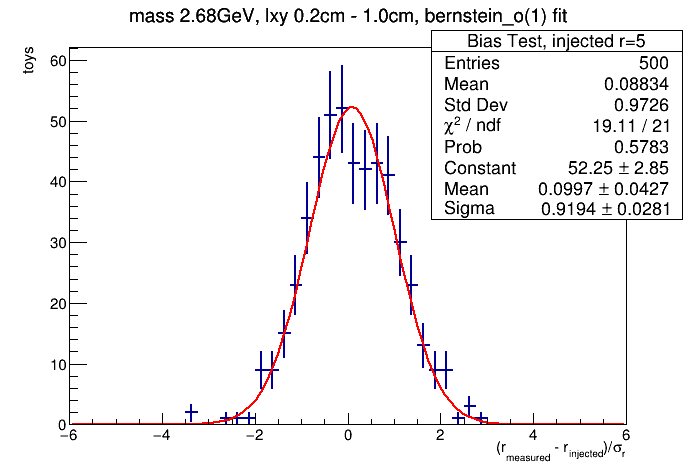 mass 2.68GeV, lxy 0.2cm - 1.0cm, bernstein_o(1) fit
Bias Test, injected r=5
Entries 500
Mean 0.08834
Std Dev 0.9726
χ² / ndf 19.11 / 21
Prob 0.5783
Constant 52.25 ± 2.85
Mean 0.0997 ± 0.0427
Sigma 0.9194 ± 0.0281
toys
60
50
40
30
20
10
0
−6 −4 −2 0 2 4 6
(r_measured - r_injected)/σ_r